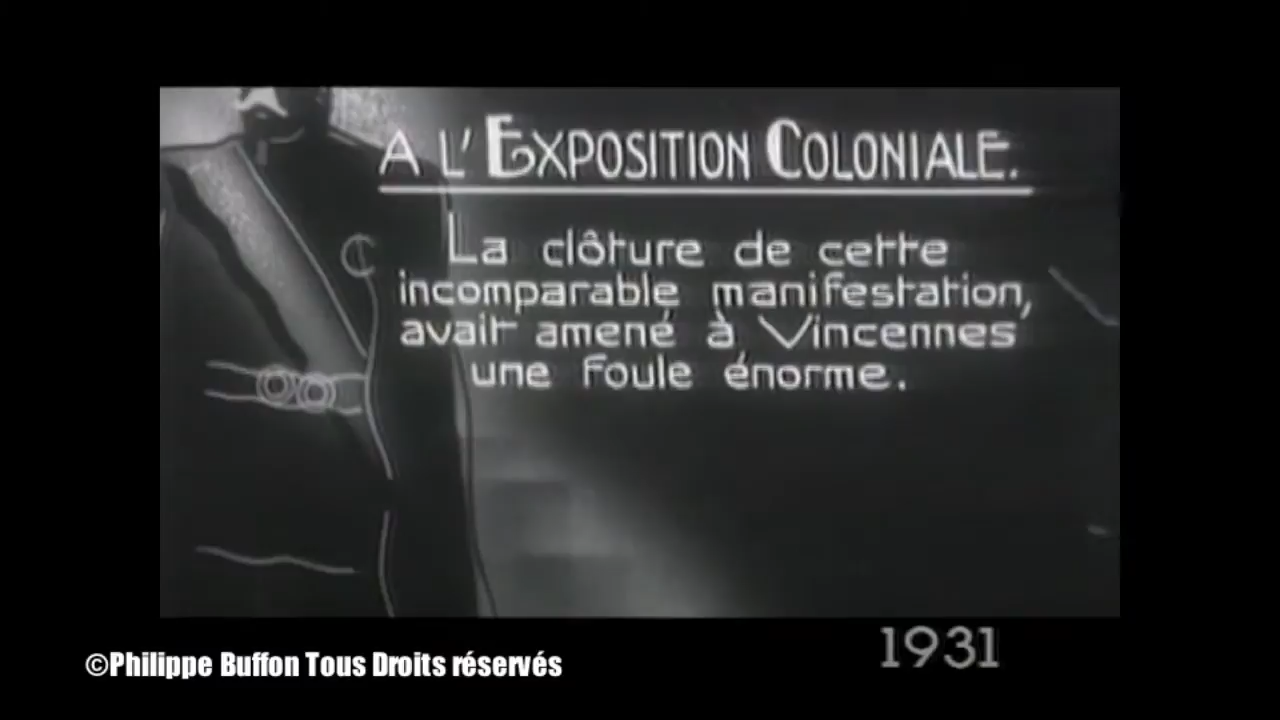 A L'EXPOSITION COLONIALE.
La clôture de cette
incomparable manifestation,
avait amené à Vincennes
une foule énorme.
1931
©Philippe Buffon Tous Droits réservés